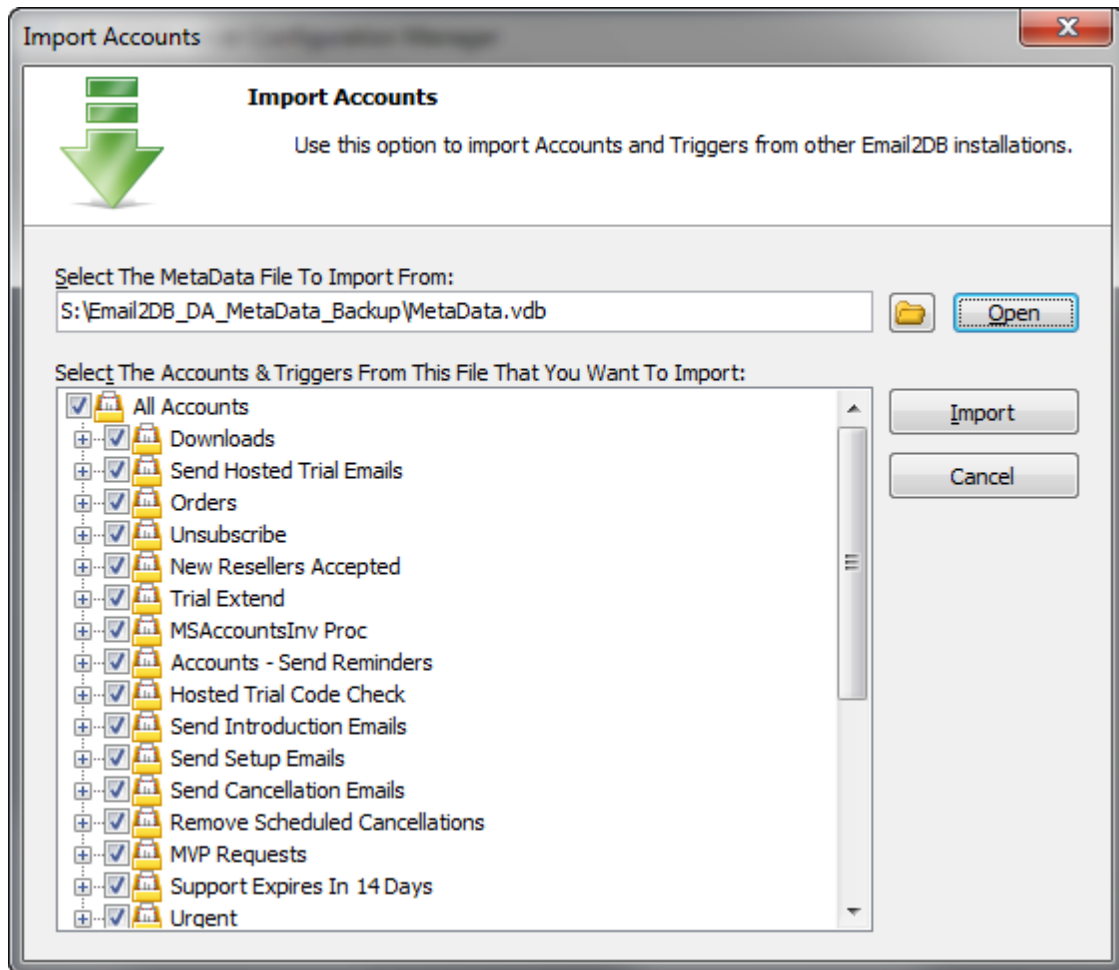 Import Accounts
Import Accounts
Use this option to import Accounts and Triggers from other Email2DB installations.
Select The MetaData File To Import From:
S:\Email2DB_DA_MetaData_Backup\MetaData.vdb
Open
Select The Accounts & Triggers From This File That You Want To Import:
All Accounts
Import
Downloads
Send Hosted Trial Emails
Cancel
Orders
Unsubscribe
New Resellers Accepted
Trial Extend
MSAccountsInv Proc
Accounts - Send Reminders
Hosted Trial Code Check
Send Introduction Emails
Send Setup Emails
Send Cancellation Emails
Remove Scheduled Cancellations
MVP Requests
Support Expires In 14 Days
Urgent